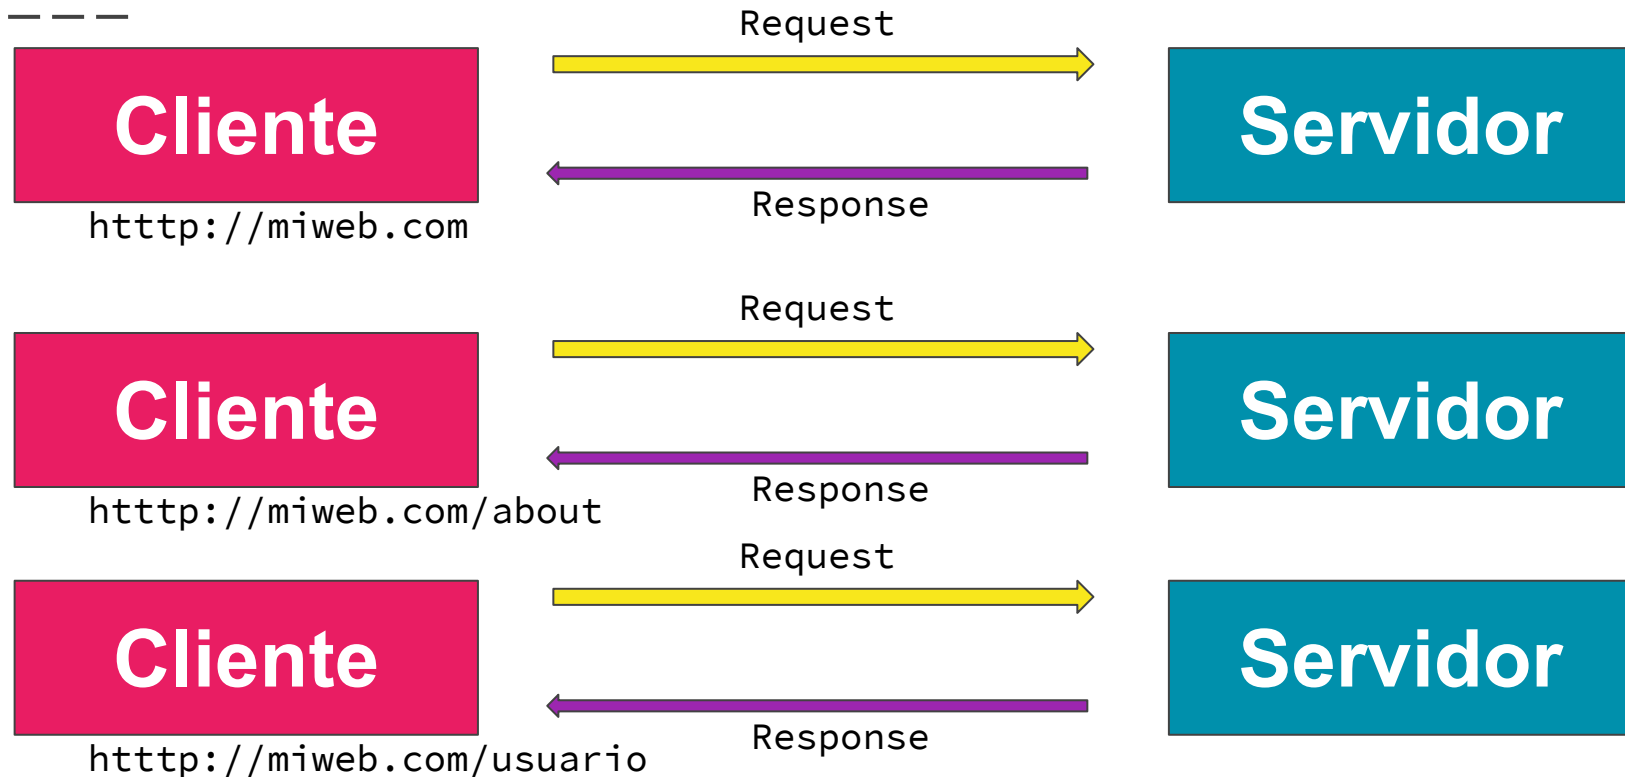 Request
Cliente
Servidor
Response
htttp://miweb.com
Request
Cliente
Servidor
Response
htttp://miweb.com/about
Request
Cliente
Servidor
Response
htttp://miweb.com/usuario